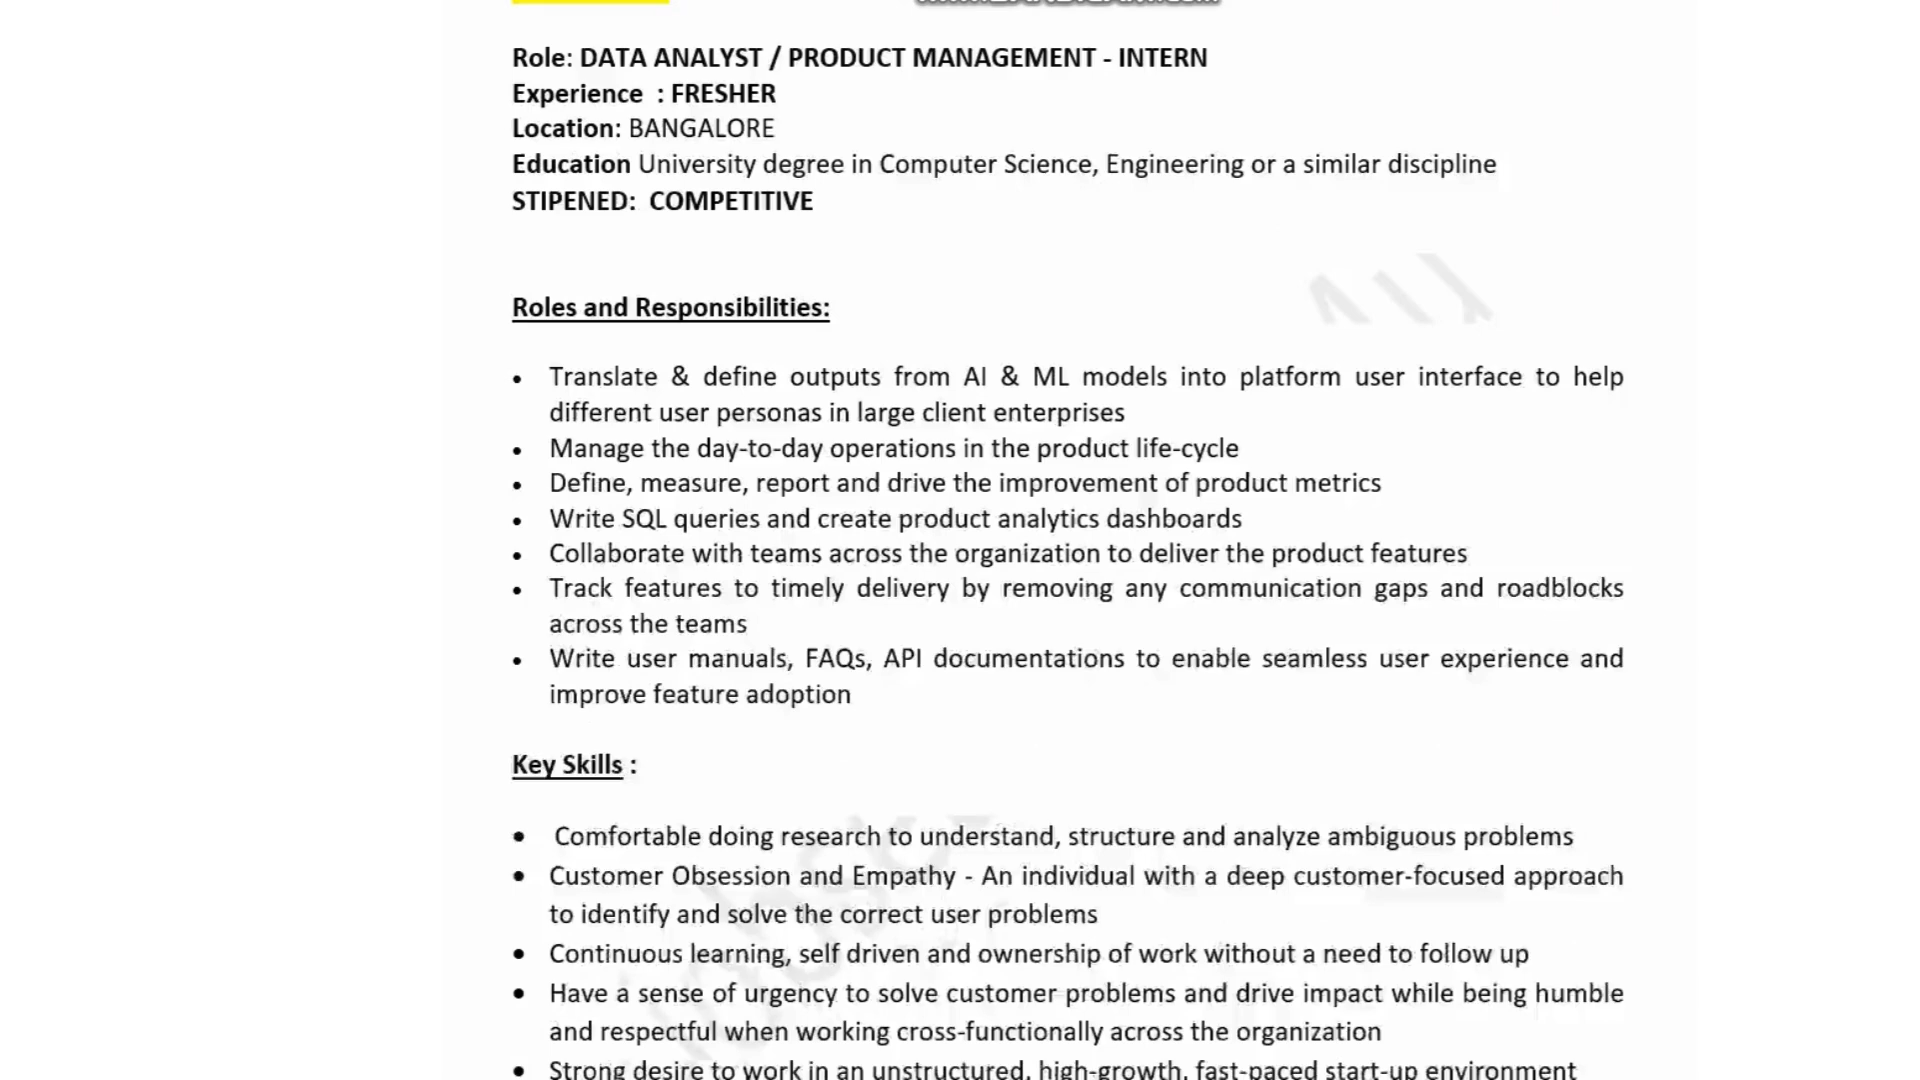 Role: DATA ANALYST / PRODUCT MANAGEMENT - INTERN
Experience : FRESHER
Location: BANGALORE
Education University degree in Computer Science, Engineering or a similar discipline
STIPENED: COMPETITIVE
Roles and Responsibilities:
• Translate & define outputs from AI & ML models into platform user interface to help
different user personas in large client enterprises
• Manage the day-to-day operations in the product life-cycle
• Define, measure, report and drive the improvement of product metrics
• Write SQL queries and create product analytics dashboards
• Collaborate with teams across the organization to deliver the product features
• Track features to timely delivery by removing any communication gaps and roadblocks
across the teams
• Write user manuals, FAQs, API documentations to enable seamless user experience and
improve feature adoption
Key Skills :
• Comfortable doing research to understand, structure and analyze ambiguous problems
• Customer Obsession and Empathy - An individual with a deep customer-focused approach
to identify and solve the correct user problems
• Continuous learning, self driven and ownership of work without a need to follow up
• Have a sense of urgency to solve customer problems and drive impact while being humble
and respectful when working cross-functionally across the organization
• Strong desire to work in an unstructured, high-growth, fast-paced start-up environment